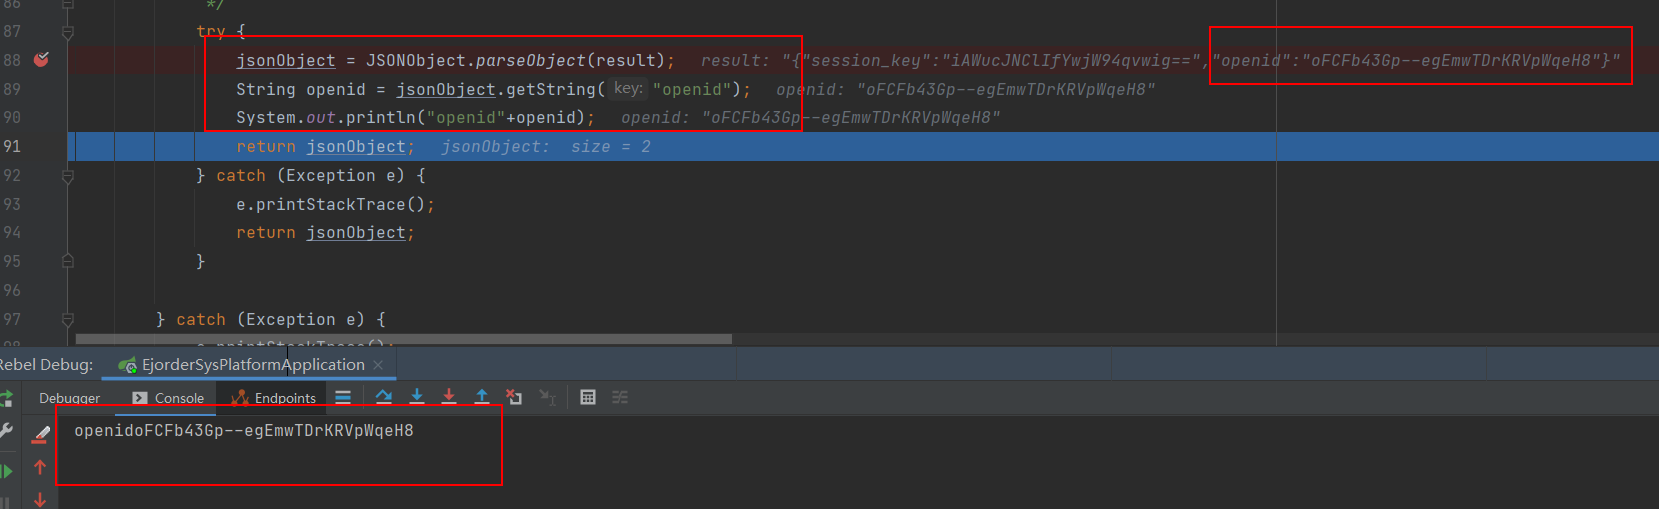 86 */
87 try {
88 jsonObject = JSONObject.parseObject(result); result: "{"session_key":"iAWucJNClIfYwjW94qvwig==","openid":"oFCFb43Gp--egEmwTDrKRVpWqeH8"}"
89 String openid = jsonObject.getString( key: "openid"); openid: "oFCFb43Gp--egEmwTDrKRVpWqeH8"
90 System.out.println("openid"+openid); openid: "oFCFb43Gp--egEmwTDrKRVpWqeH8"
91 return jsonObject; jsonObject: size = 2
92 } catch (Exception e) {
93 e.printStackTrace();
94 return jsonObject;
95 }
96
97 } catch (Exception e) {
98 e.printStackTrace();
Rebel Debug: EjorderSysPlatformApplication
Debugger Console Endpoints
openidoFCFb43Gp--egEmwTDrKRVpWqeH8